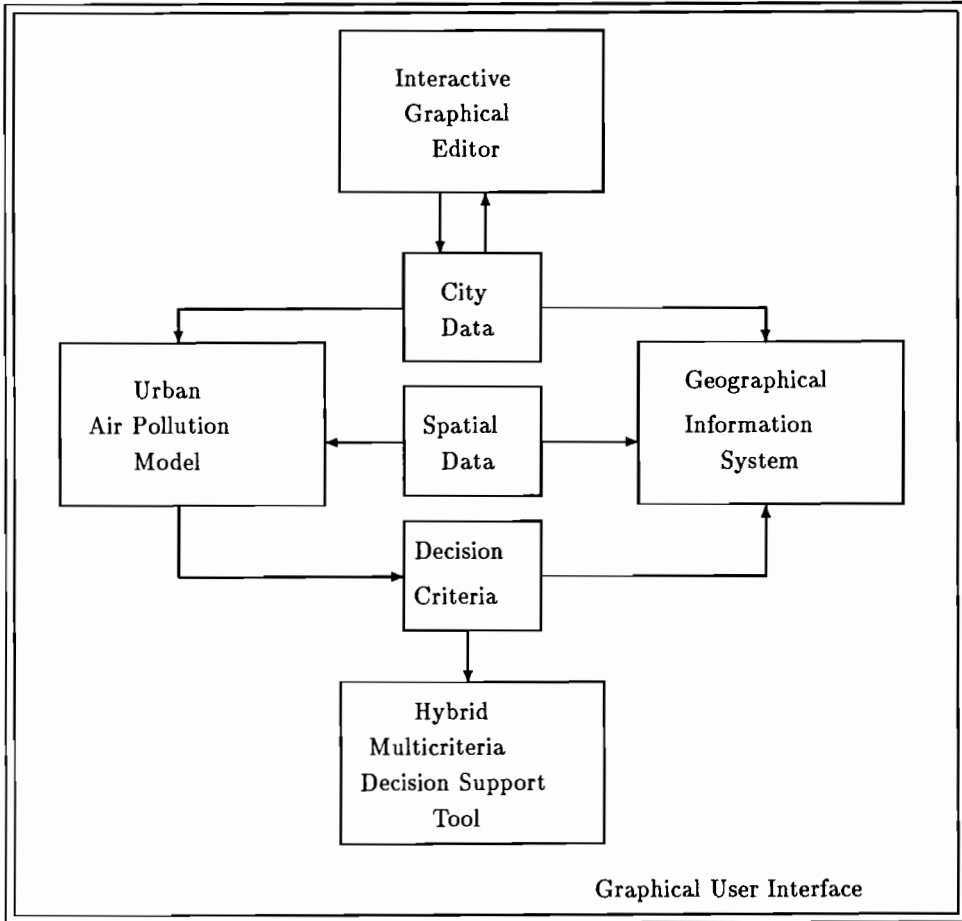 Interactive
Graphical
Editor
City
Data
Urban
Air Pollution
Model
Spatial
Data
Geographical
Information
System
Decision
Criteria
Hybrid
Multicriteria
Decision Support
Tool
Graphical User Interface